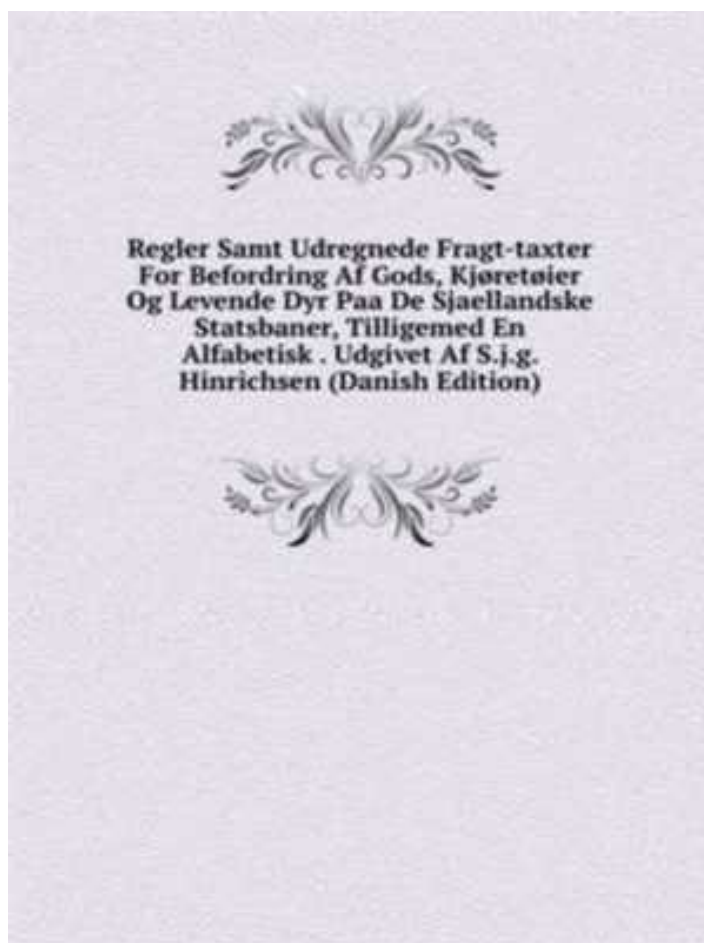 Regler Samt Udregnede Fragt-taxter
For Befordring Af Gods, Kjøretøier
Og Levende Dyr Paa De Sjaellandske
Statsbaner, Tilligemed En
Alfabetisk . Udgivet Af S.j.g.
Hinrichsen (Danish Edition)